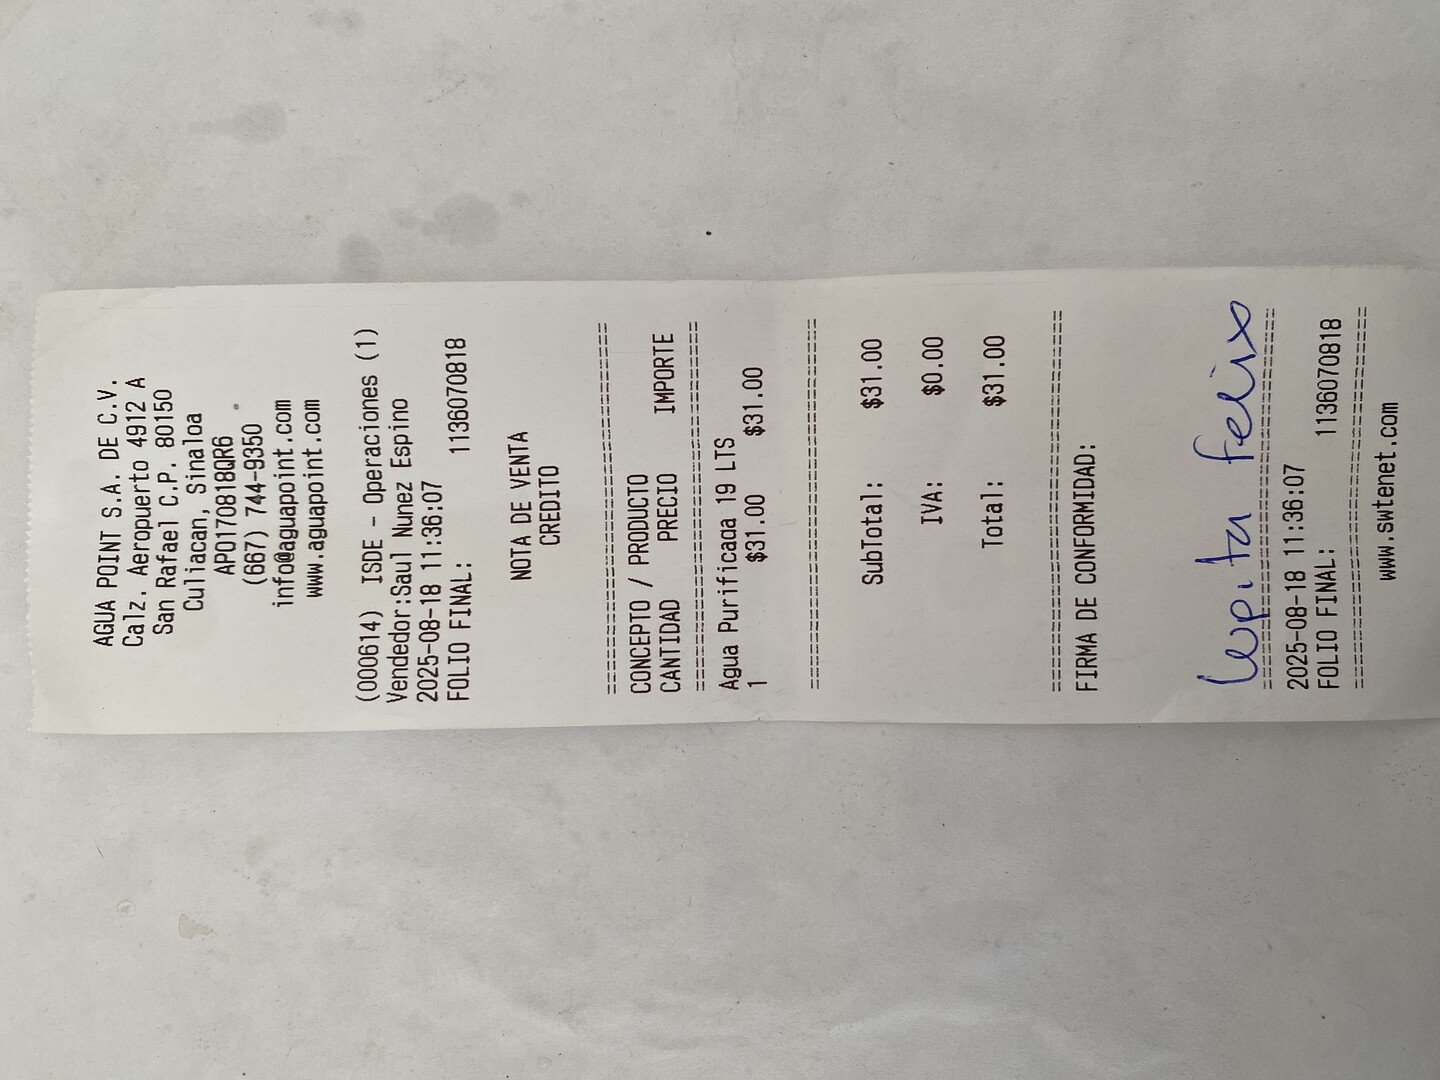 AGUA POINT S.A. DE C.V.
Calz. Aeropuerto 4912 A
San Rafael C.P. 80150
Culiacan, Sinaloa
APO170818QR6
(667) 744-9350
info@aguapoint.com
www.aguapoint.com
(000614) ISDE - Operaciones (1)
Vendedor:Saul Nunez Espino
2025-08-18 11:36:07
FOLIO FINAL: 1136070818
NOTA DE VENTA
CREDITO
==========================================
CONCEPTO / PRODUCTO
CANTIDAD PRECIO IMPORTE
==========================================
Agua Purificada 19 LTS
1 $31.00 $31.00
==========================================
SubTotal: $31.00
IVA: $0.00
Total: $31.00
==========================================
FIRMA DE CONFORMIDAD:
Lupita Felix
==========================================
2025-08-18 11:36:07
FOLIO FINAL: 1136070818
==========================================
www.swtenet.com